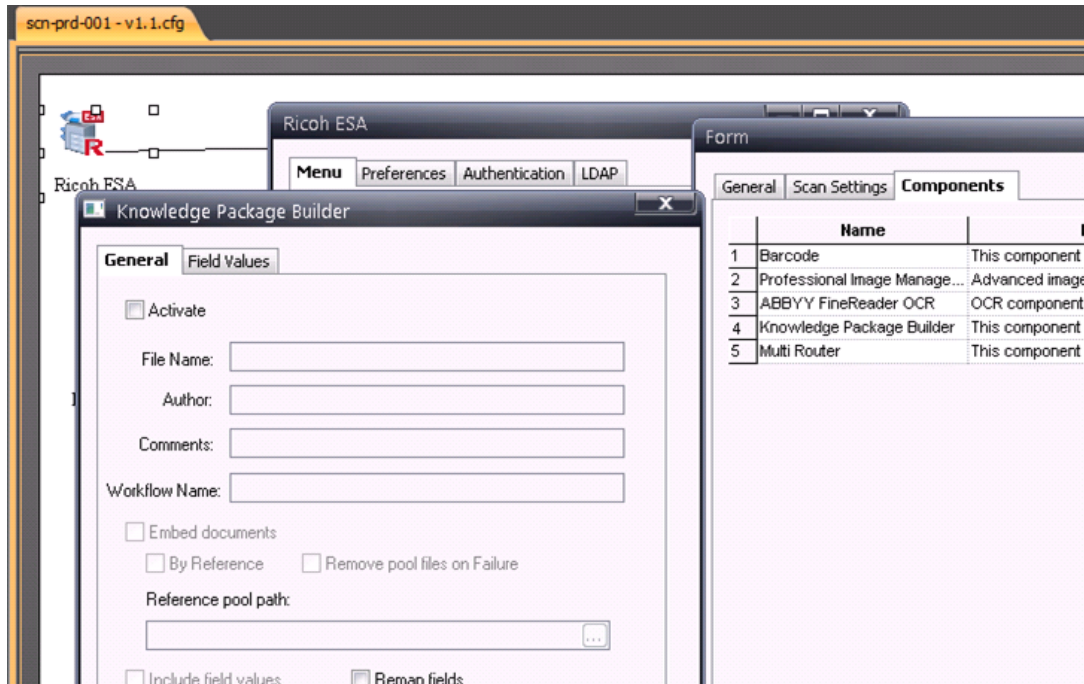 scn-prd-001 - v1.1.cfg
ESA
R
Ricoh ESA
Ricoh ESA
Menu Preferences Authentication LDAP
Form
General Scan Settings Components
Name
1 Barcode This component
2 Professional Image Manage... Advanced image
3 ABBYY FineReader OCR OCR component
4 Knowledge Package Builder This component
5 Multi Router This component
Knowledge Package Builder
General Field Values
Activate
File Name:
Author:
Comments:
Workflow Name:
Embed documents
By Reference Remove pool files on Failure
Reference pool path:
...
Include field values Remap fields